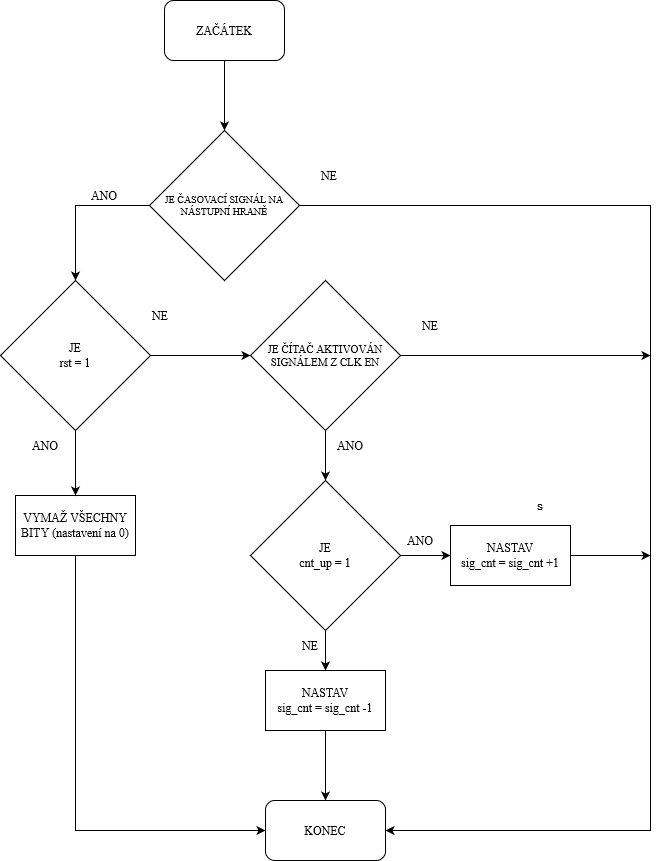 ZAČÁTEK
NE
ANO
JE ČASOVACÍ SIGNÁL NA
NÁSTUPNÍ HRANĚ
NE
NE
JE
rst = 1
JE ČÍTAČ AKTIVOVÁN
SIGNÁLEM Z CLK EN
ANO
ANO
VYMAŽ VŠECHNY
BITY (nastavení na 0)
s
JE
cnt_up = 1
ANO
NASTAV
sig_cnt = sig_cnt +1
NE
NASTAV
sig_cnt = sig_cnt -1
KONEC